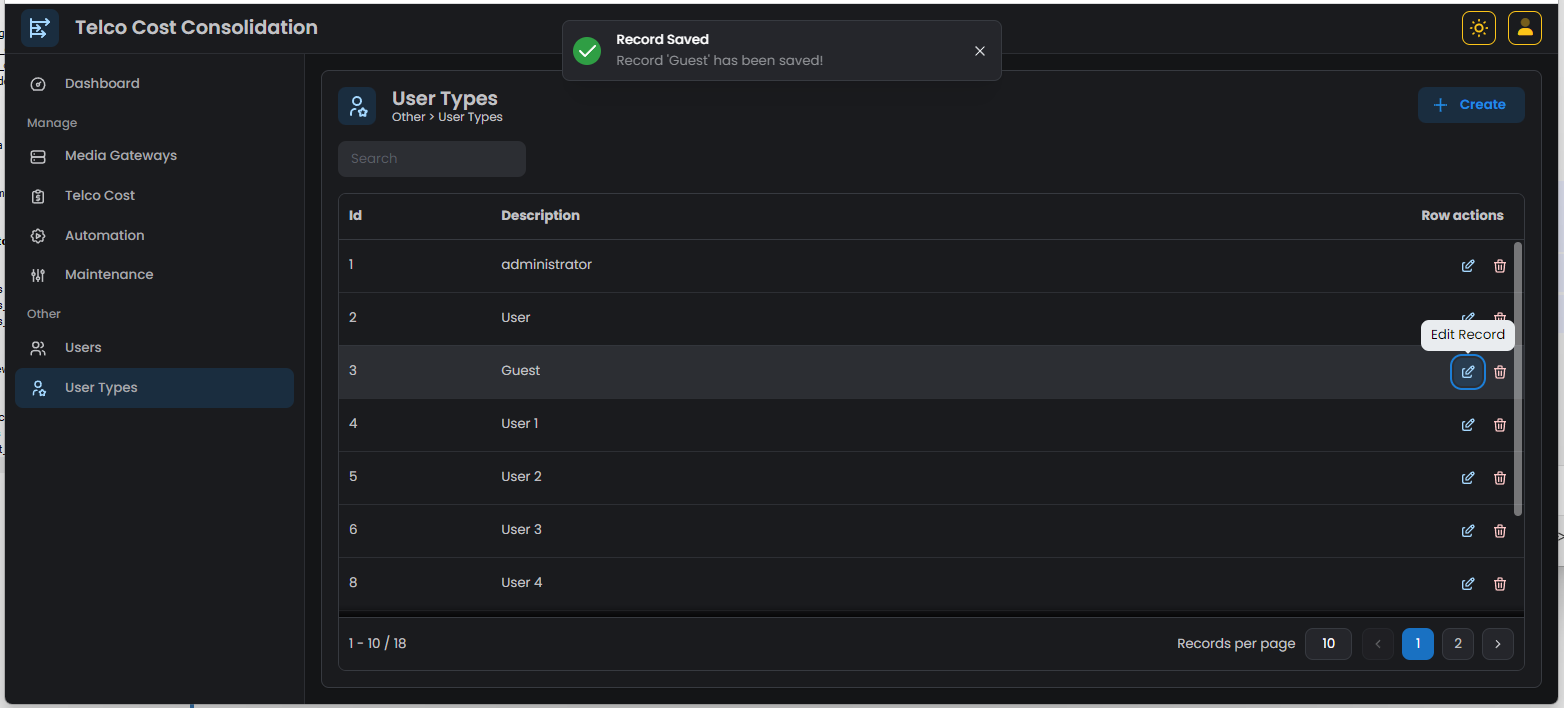 Telco Cost Consolidation
Record Saved
Record 'Guest' has been saved!
Dashboard
Manage
Media Gateways
Telco Cost
Automation
Maintenance
Other
Users
User Types
User Types
Other > User Types
Create
Search
Id Description Row actions
1 administrator
2 User
Edit Record
3 Guest
4 User 1
5 User 2
6 User 3
8 User 4
1 - 10 / 18
Records per page 10 < 1 2 >